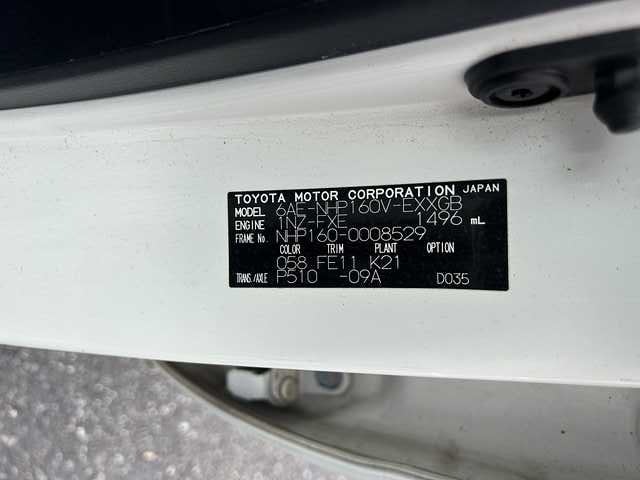 TOYOTA MOTOR CORPORATION JAPAN
MODEL 6AE-NHP160V-EXXGB
ENGINE 1NZ-FXE 1496 mL
FRAME No. NHP160-0008529
COLOR TRIM PLANT OPTION
058 FE11 K21
TRANS./AXLE P510 -09A D035